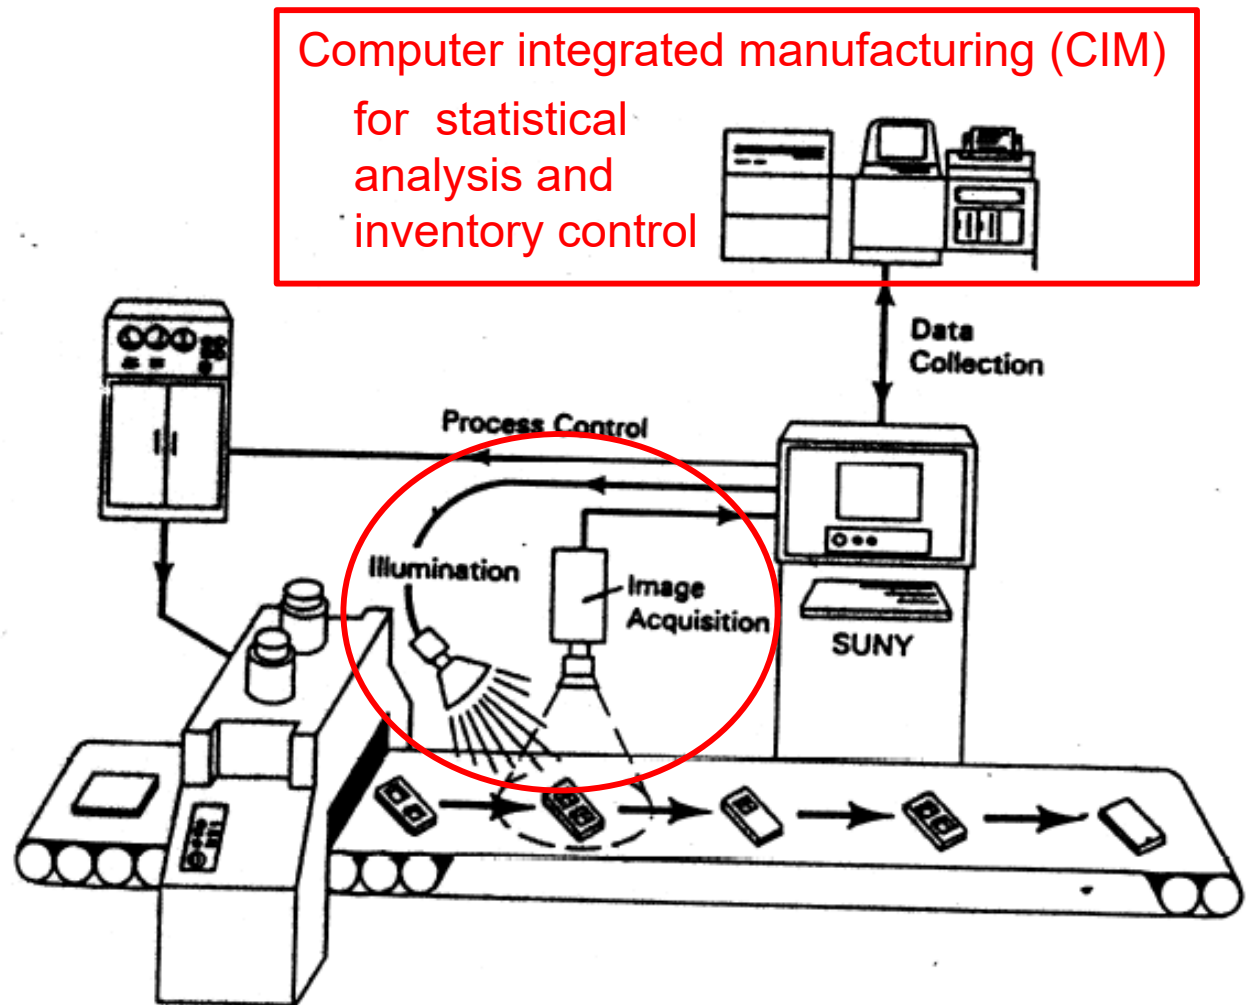 Computer integrated manufacturing (CIM)
for statistical
analysis and
inventory control
Data
Collection
Process Control
Illumination
Image
Acquisition
SUNY